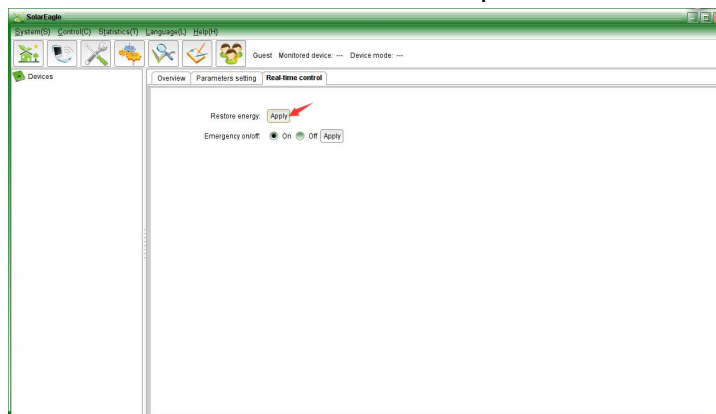 SolarEagle
System(S) Control(C) Statistics(T) Language(L) Help(H)
Guest Monitored device: --- Device mode: ---
Devices
Overview Parameters setting Real-time control
Restore energy: Apply
Emergency on/off: On Off Apply